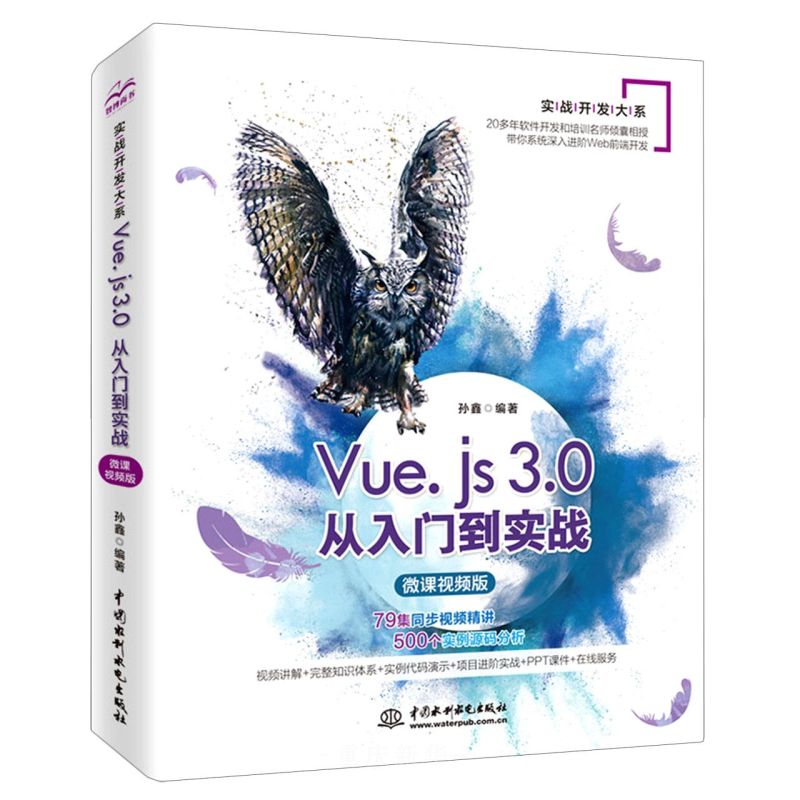 实战开发大系
20多年软件开发和培训名师倾囊相授
带你系统深入进阶Web前端开发
孙鑫 编著
Vue.js 3.0
从入门到实战
微课视频版
79集同步视频精讲
500个实例源码分析
视频讲解+完整知识体系+实例代码演示+项目进阶实战+PPT课件+在线服务
中国水利水电出版社
www.waterpub.com.cn
智博尚书
实战开发大系
Vue.js 3.0
从入门到实战
微课
视频版
孙鑫 编著
中国水利水电出版社